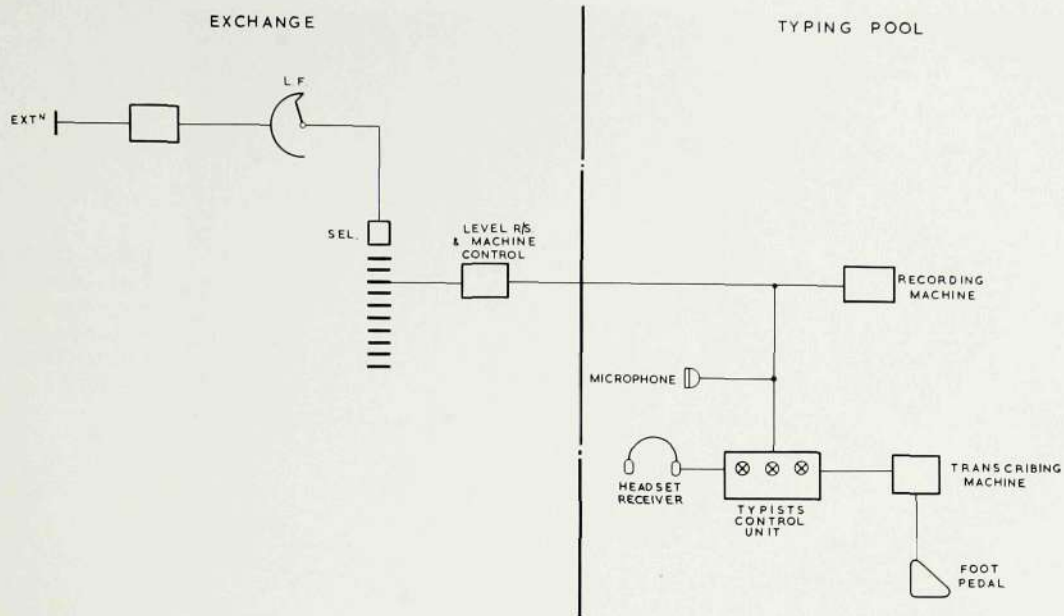 EXCHANGE
TYPING POOL
L.F.
EXTᴺ
SEL.
LEVEL R/S
& MACHINE
CONTROL
RECORDING
MACHINE
MICROPHONE
HEADSET
RECEIVER
TYPISTS
CONTROL
UNIT
TRANSCRIBING
MACHINE
FOOT
PEDAL